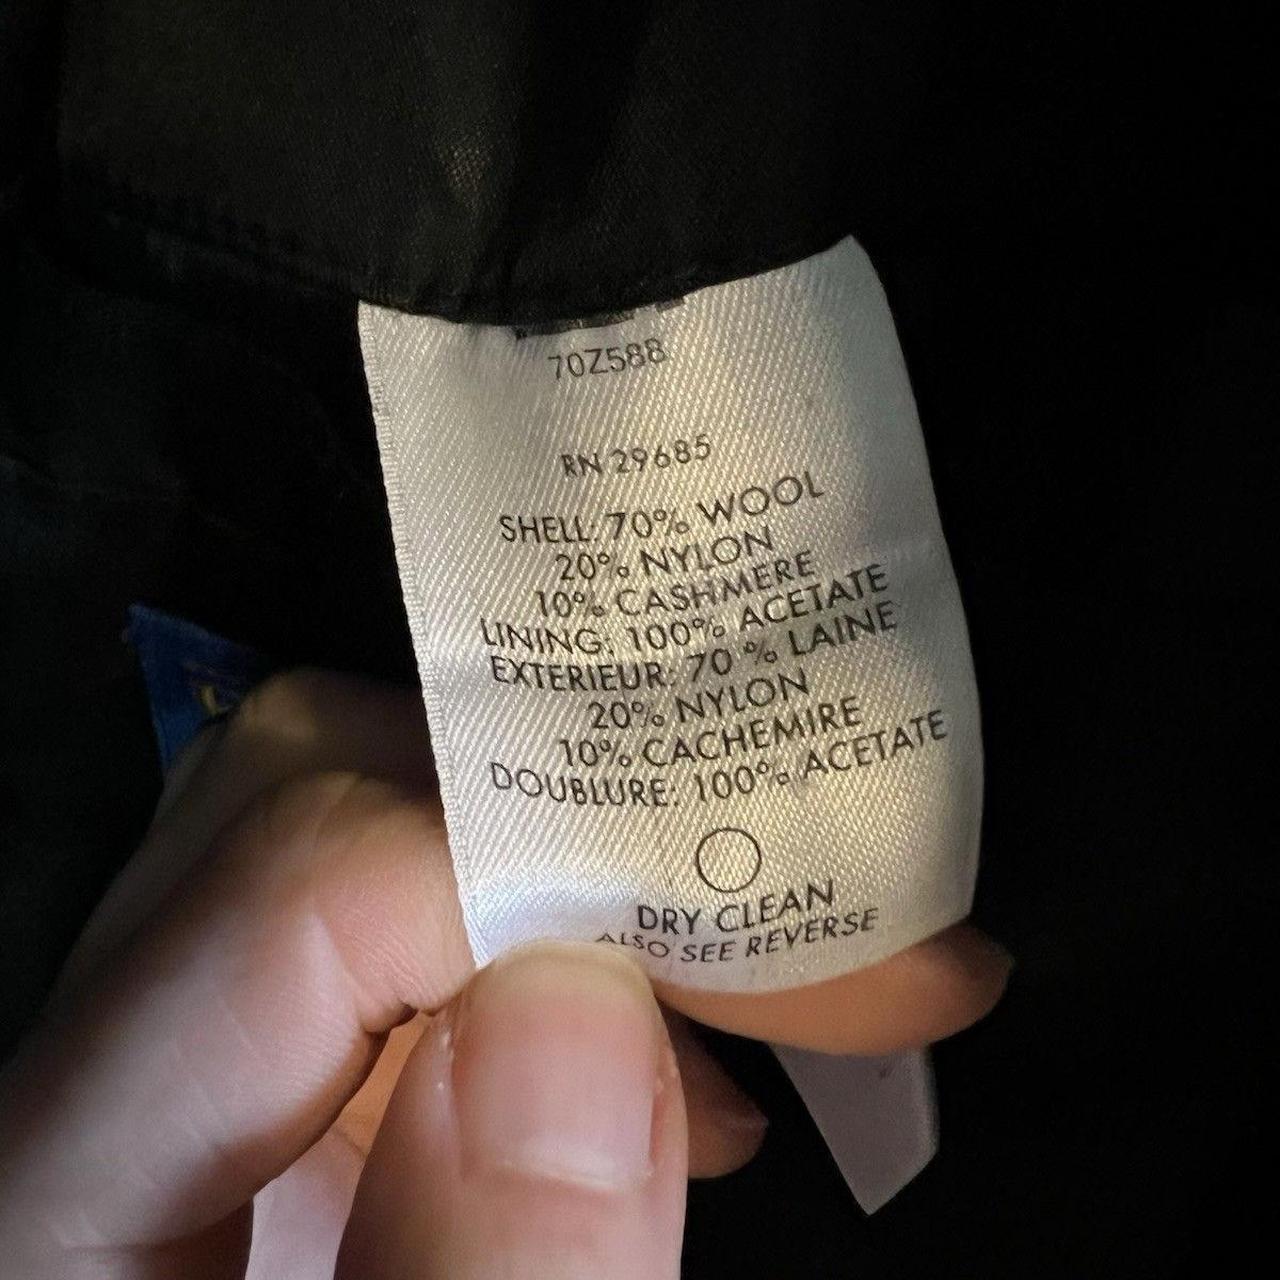 70Z588
RN 29685
SHELL: 70% WOOL
20% NYLON
10% CASHMERE
LINING: 100% ACETATE
EXTERIEUR: 70 % LAINE
20% NYLON
10% CACHEMIRE
DOUBLURE: 100% ACETATE
DRY CLEAN
ALSO SEE REVERSE